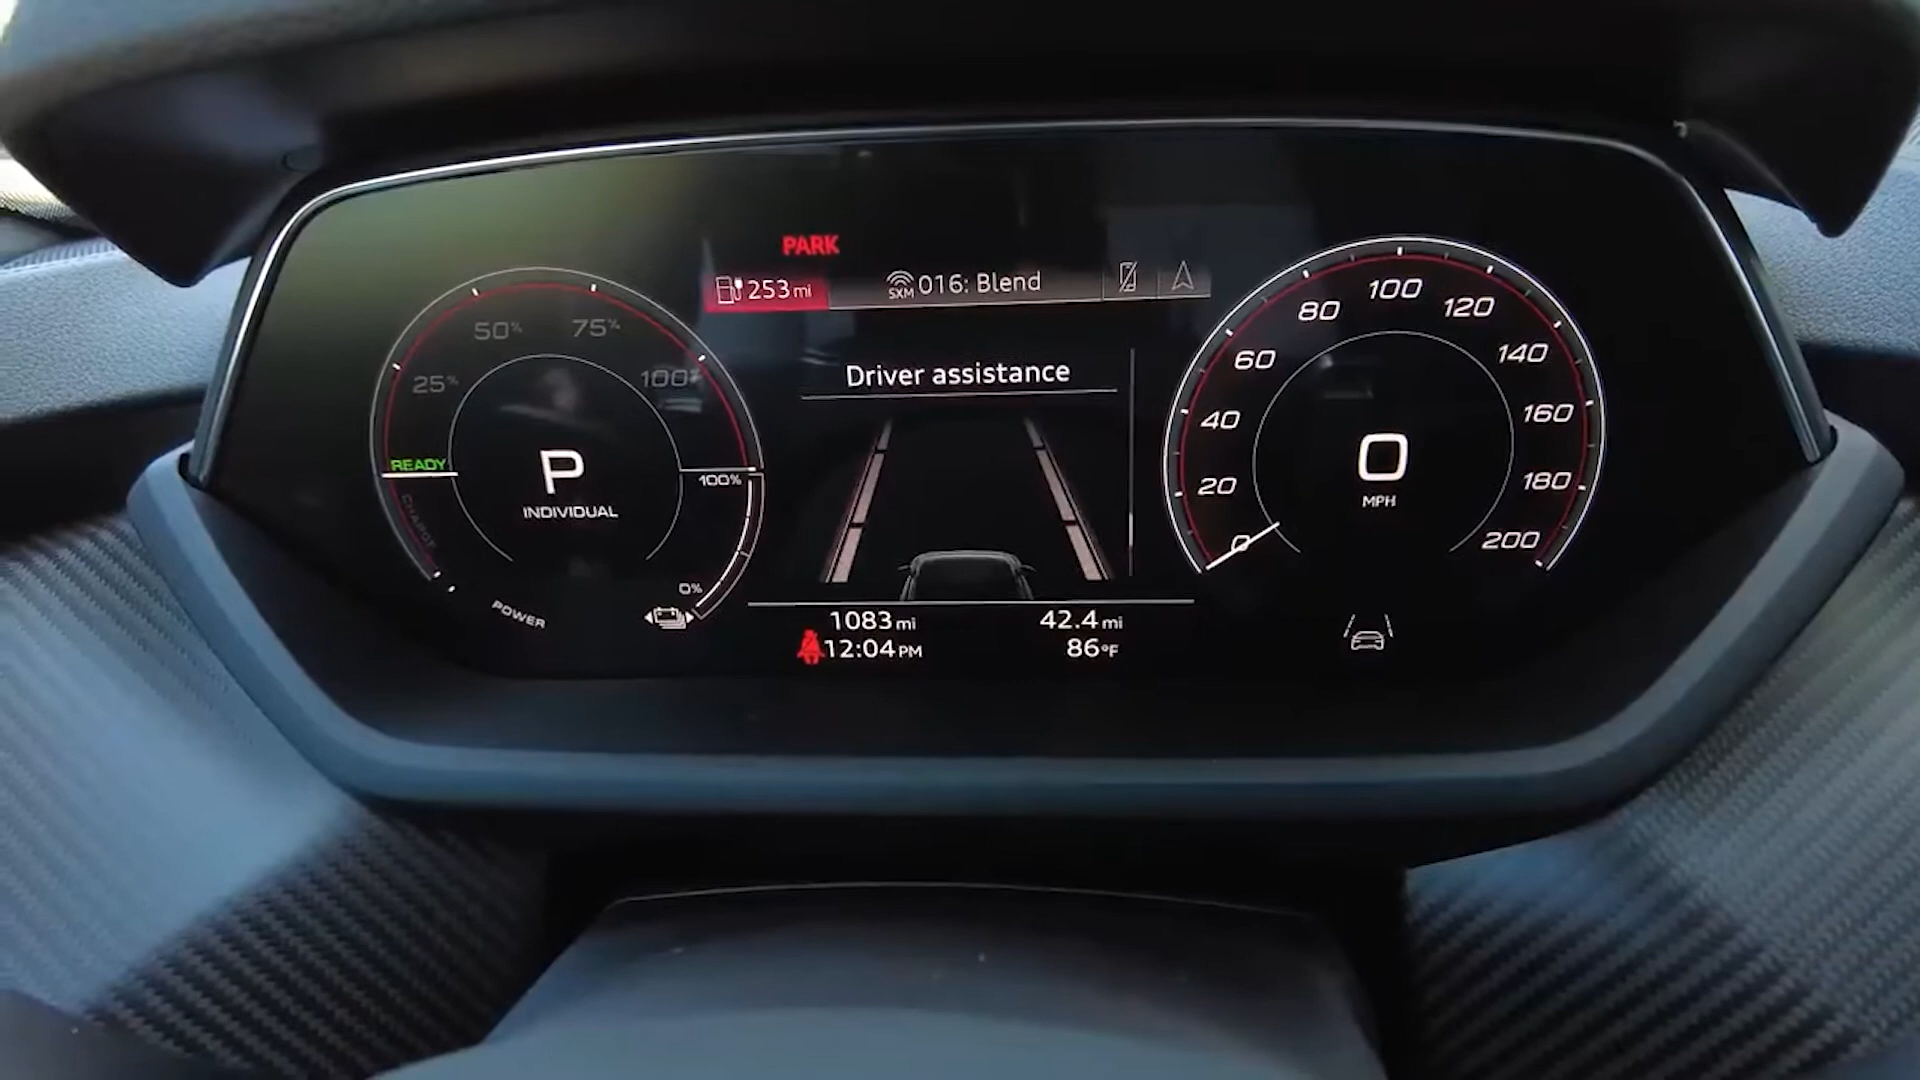 PARK
253 mi
SXM 016: Blend
Driver assistance
25%
50%
75%
100%
READY
P
INDIVIDUAL
100%
0%
POWER
0
20
40
60
80
100
120
140
160
180
200
0
MPH
1083 mi
42.4 mi
12:04 PM
86°F